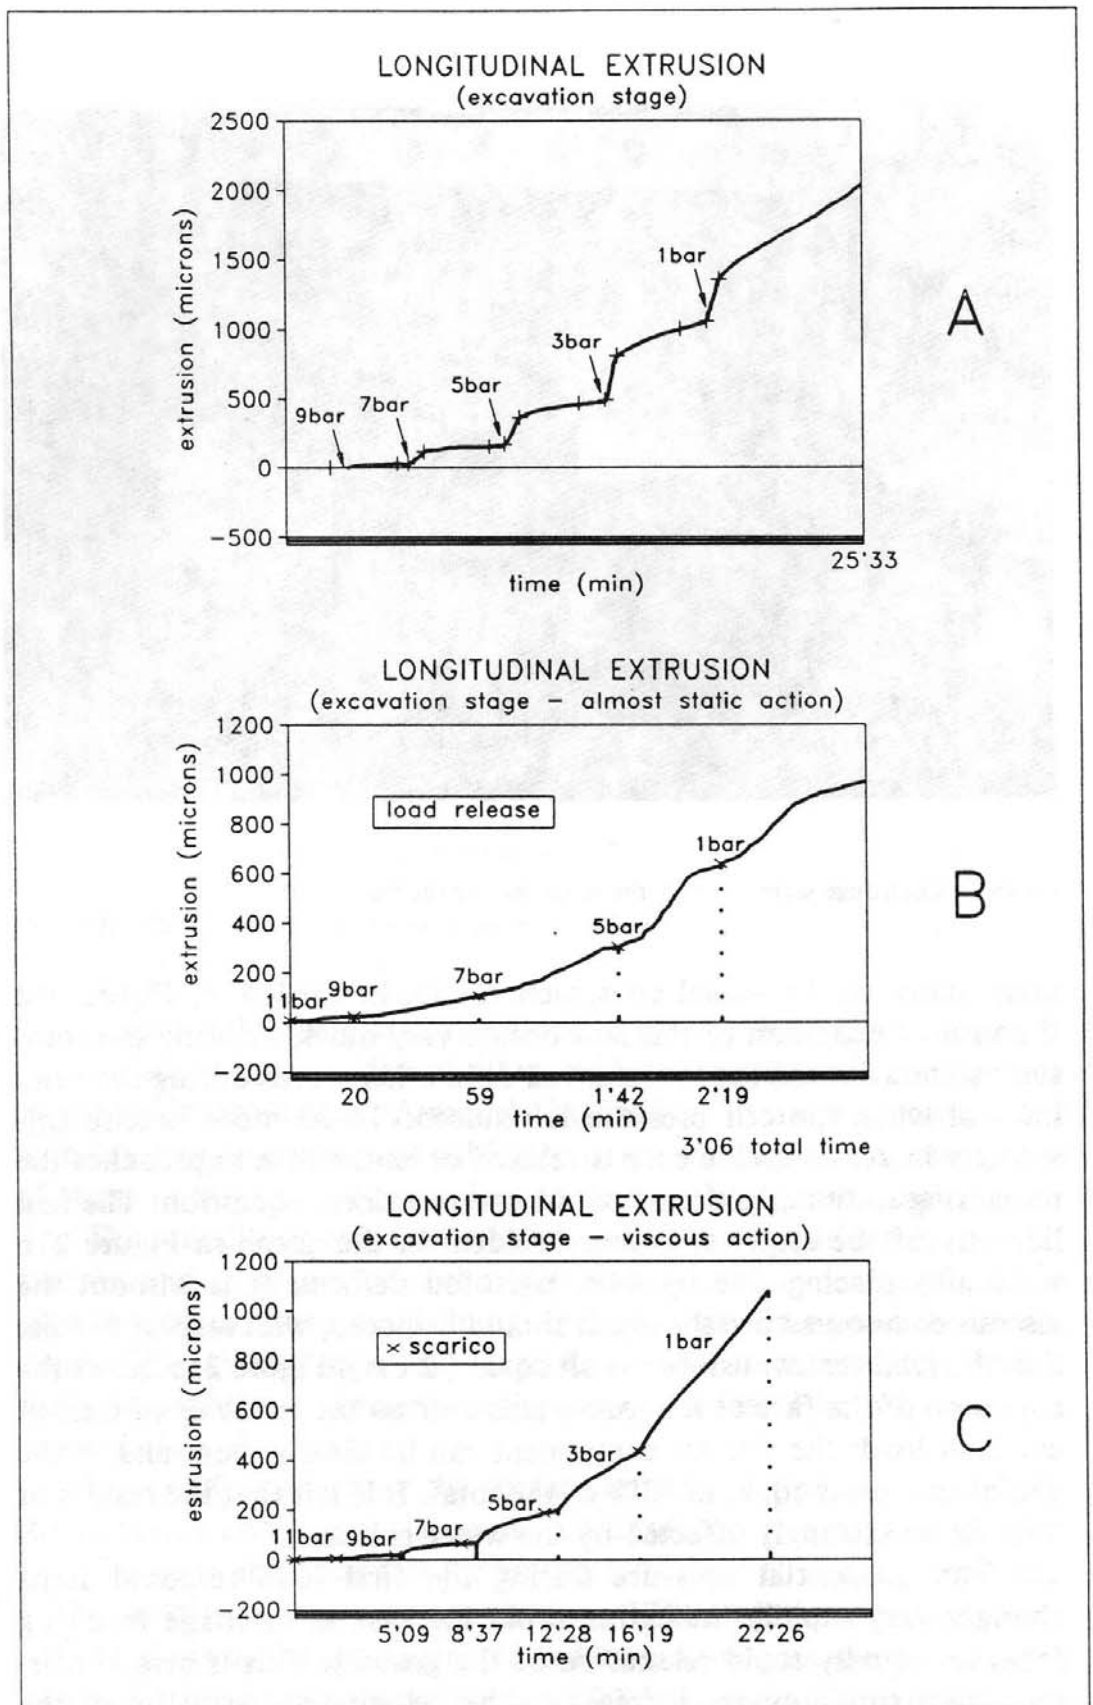 LONGITUDINAL EXTRUSION
(excavation stage)
2500
2000
1500
1000
500
0
−500
extrusion (microns)
9bar
7bar
5bar
3bar
1bar
25'33
time (min)
A
LONGITUDINAL EXTRUSION
(excavation stage − almost static action)
1200
1000
800
600
400
200
0
−200
extrusion (microns)
load release
11bar
9bar
7bar
5bar
1bar
20
59
1'42
2'19
time (min)
3'06 total time
B
LONGITUDINAL EXTRUSION
(excavation stage − viscous action)
1200
1000
800
600
400
200
0
−200
estrusion (microns)
× scarico
11bar
9bar
7bar
5bar
3bar
1bar
5'09
8'37
12'28
16'19
22'26
time (min)
C